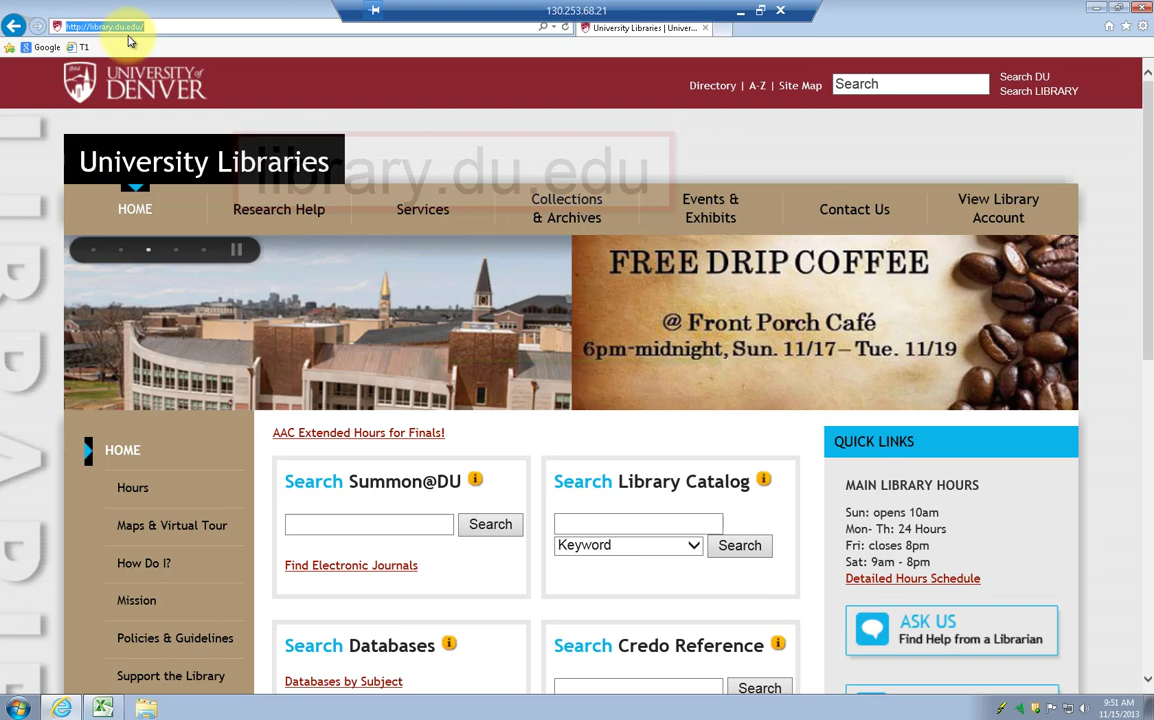 130.253.68.21
http://library.du.edu/
University Libraries | Univer...
Google
T1
UNIVERSITY of
DENVER
Directory | A-Z | Site Map
Search
Search DU
Search LIBRARY
University Libraries
library.du.edu
HOME
Research Help
Services
Collections
& Archives
Events &
Exhibits
Contact Us
View Library
Account
FREE DRIP COFFEE
@ Front Porch Café
6pm-midnight, Sun. 11/17 – Tue. 11/19
HOME
Hours
Maps & Virtual Tour
How Do I?
Mission
Policies & Guidelines
Support the Library
AAC Extended Hours for Finals!
Search Summon@DU
Search
Find Electronic Journals
Search Library Catalog
Keyword
Search
Search Databases
Databases by Subject
Search Credo Reference
Search
QUICK LINKS
MAIN LIBRARY HOURS
Sun: opens 10am
Mon- Th: 24 Hours
Fri: closes 8pm
Sat: 9am - 8pm
Detailed Hours Schedule
ASK US
Find Help from a Librarian
9:51 AM
11/15/2013